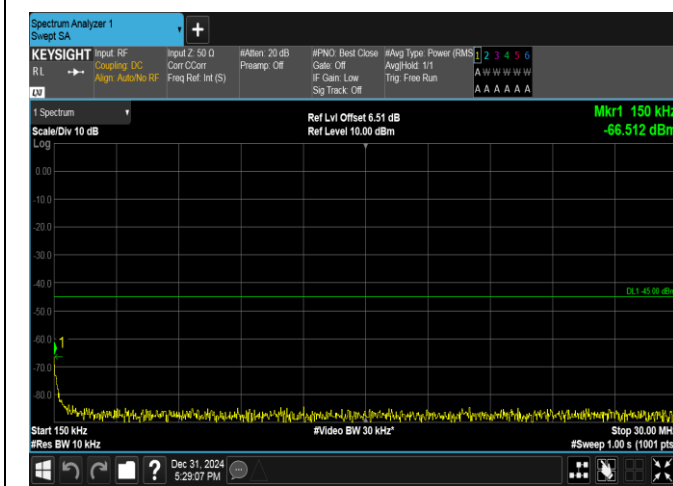 Spectrum Analyzer 1
Swept SA
+
KEYSIGHT
RL
LXI
Input: RF
Coupling: DC
Align: Auto/No RF
Input Z: 50 Ω
Corr CCorr
Freq Ref: Int (S)
#Atten: 20 dB
Preamp: Off
#PNO: Best Close
Gate: Off
IF Gain: Low
Sig Track: Off
#Avg Type: Power (RMS
Avg|Hold: 1/1
Trig: Free Run
1 2 3 4 5 6
A W W W W W
A A A A A A
1 Spectrum
Scale/Div 10 dB
Ref Lvl Offset 6.51 dB
Ref Level 10.00 dBm
Mkr1 150 kHz
-66.512 dBm
Log
0.00
-10.0
-20.0
-30.0
-40.0
DL1 -45.00 dBm
-50.0
-60.0
1
-70.0
-80.0
Start 150 kHz
#Video BW 30 kHz*
Stop 30.00 MHz
#Res BW 10 kHz
#Sweep 1.00 s (1001 pts
?
Dec 31, 2024
5:29:07 PM